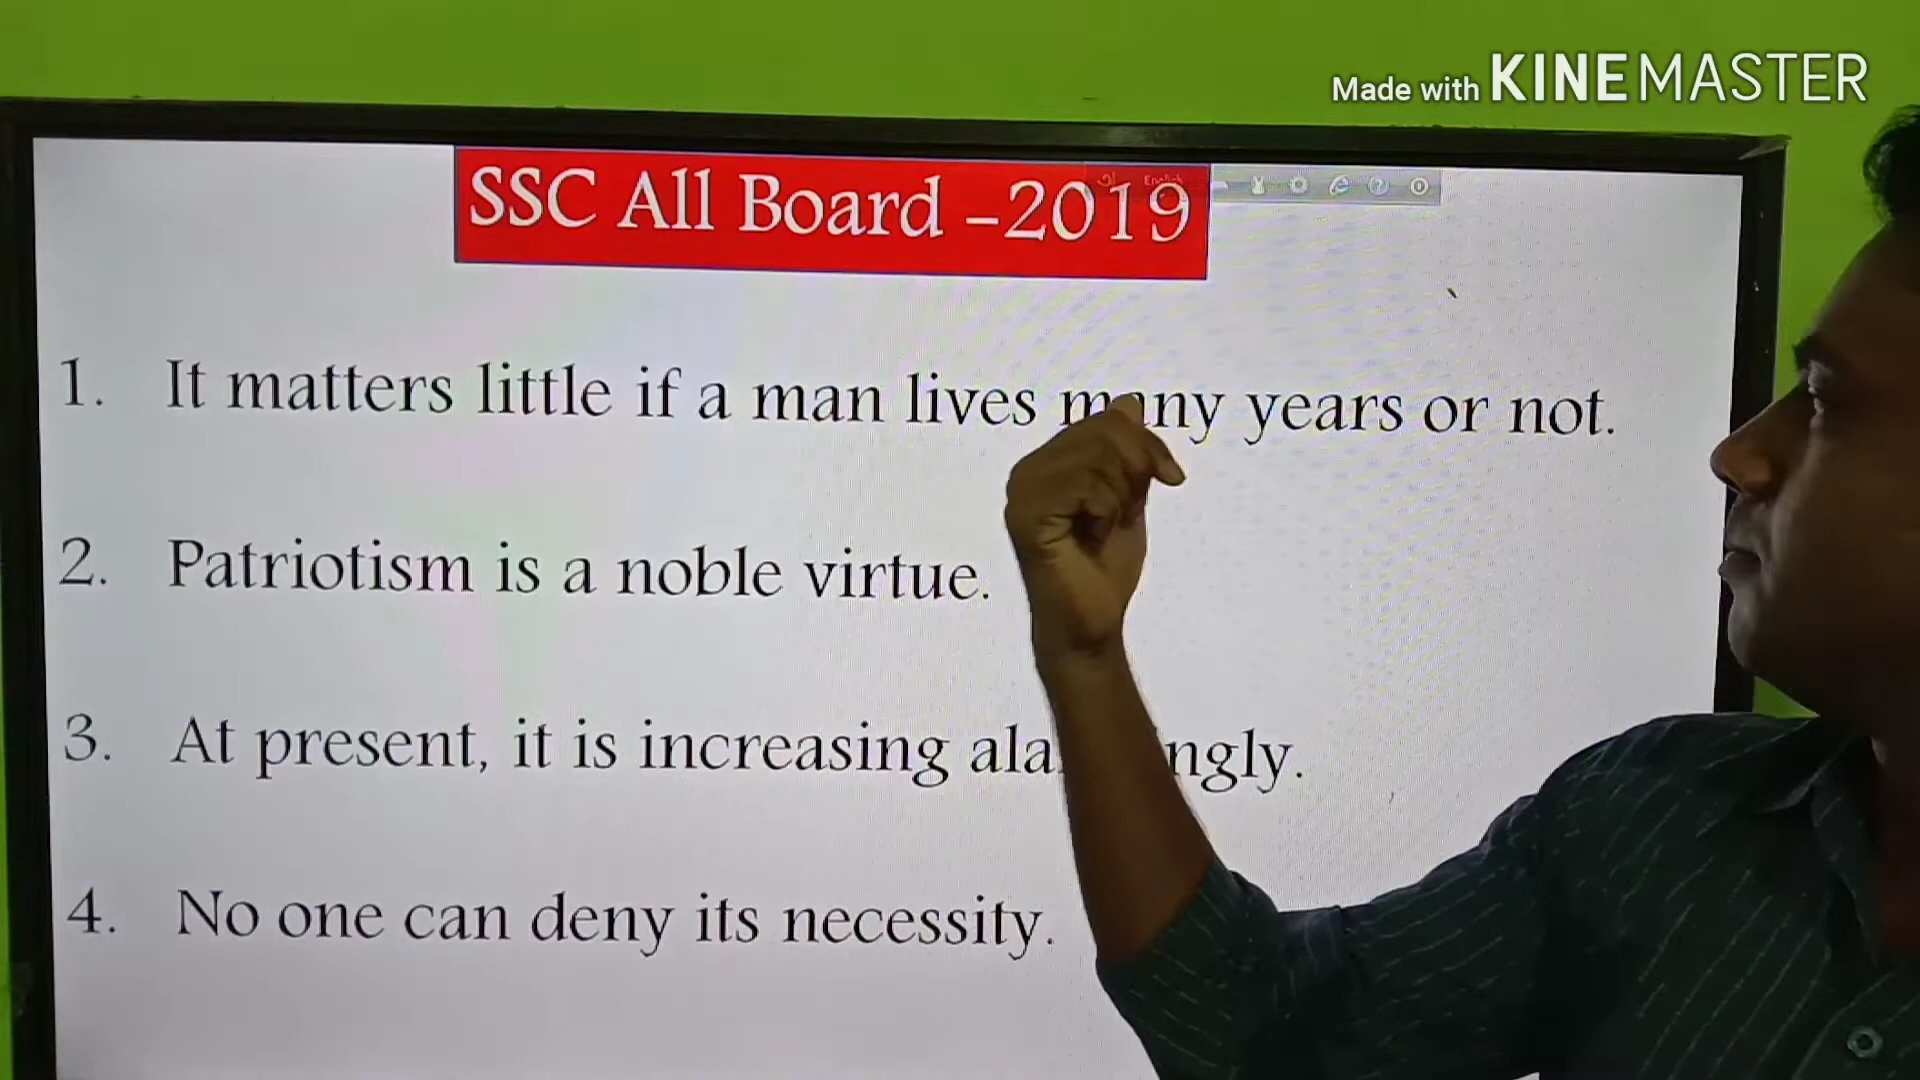 Made with KINEMASTER
SSC All Board -2019
1. It matters little if a man lives many years or not.
2. Patriotism is a noble virtue.
3. At present, it is increasing
4. No one can deny its necessity.